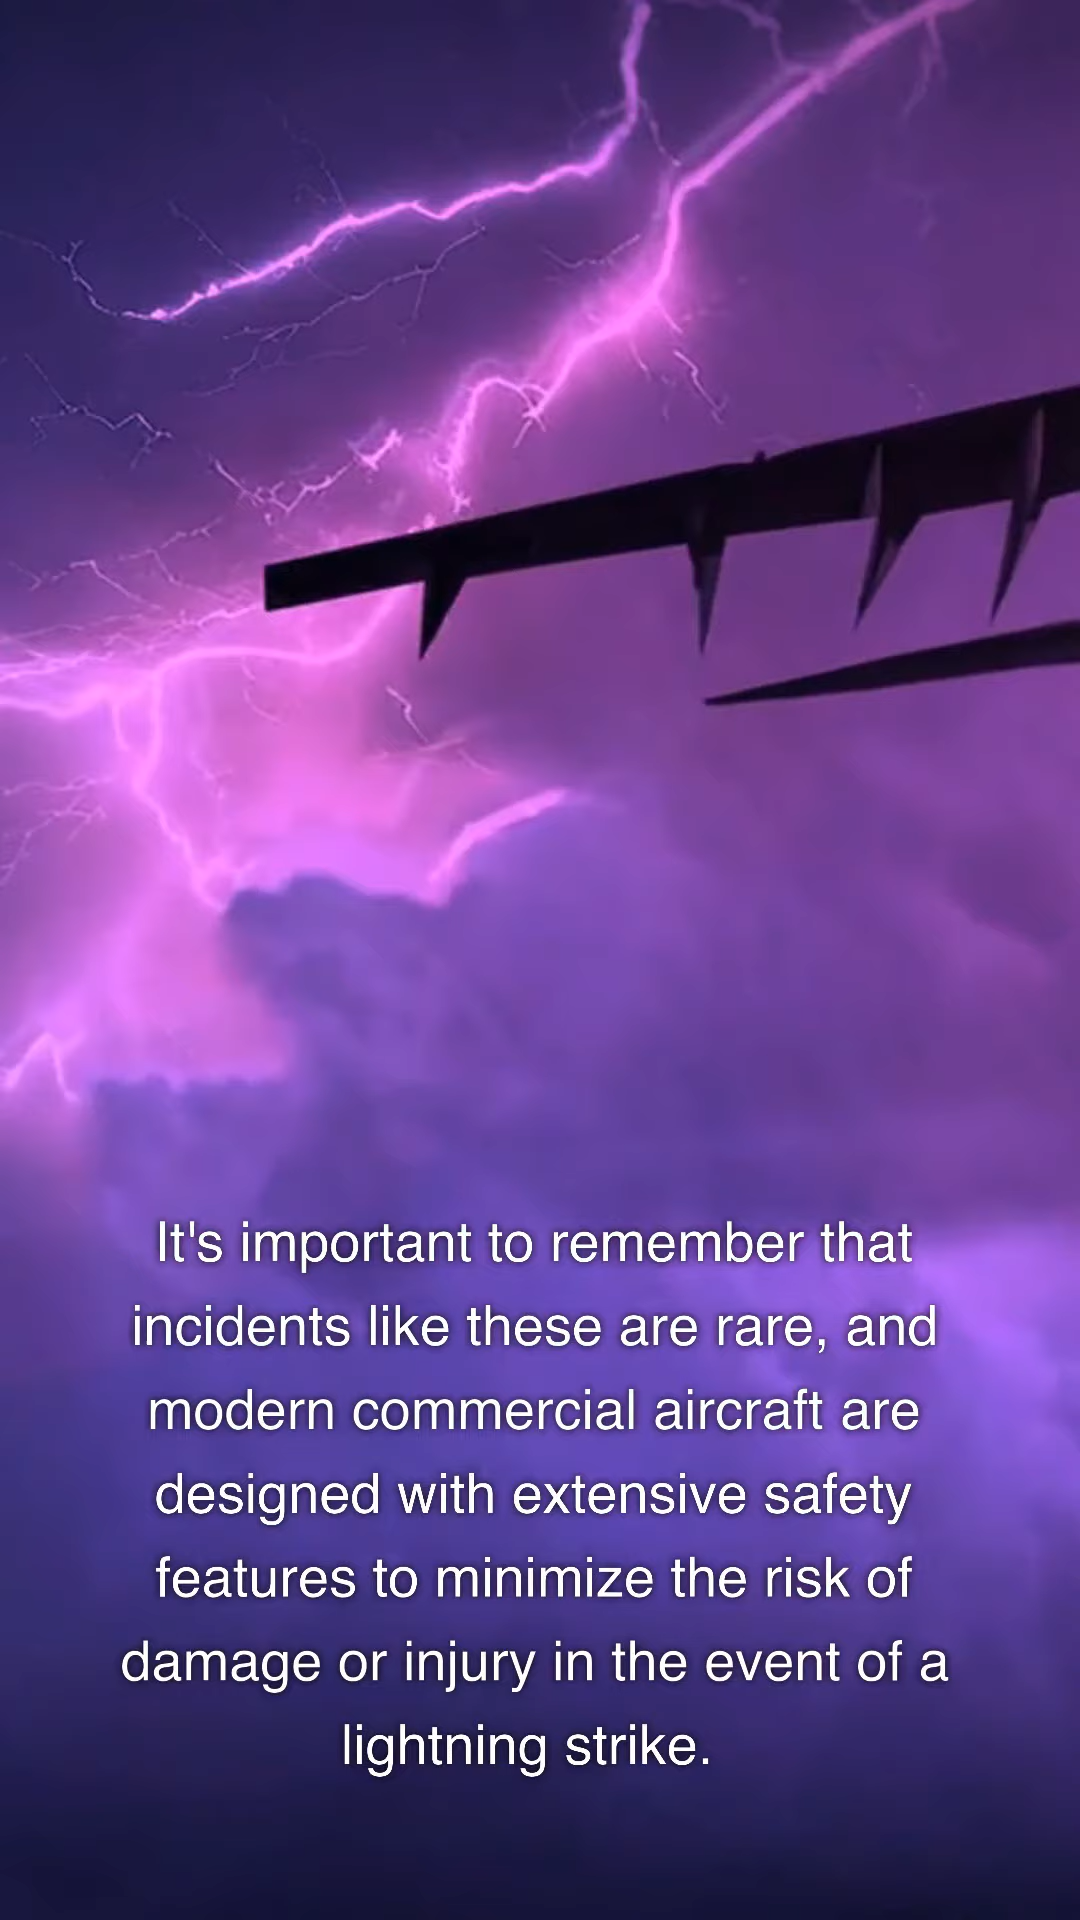 It's important to remember that
incidents like these are rare, and
modern commercial aircraft are
designed with extensive safety
features to minimize the risk of
damage or injury in the event of a
lightning strike.